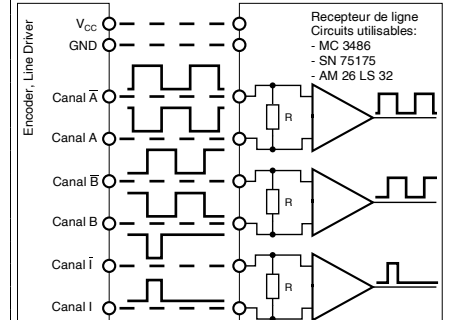 Encoder, Line Driver
V_CC
GND
Canal A̅
Canal A
Canal B̅
Canal B
Canal I̅
Canal I
Recepteur de ligne
Circuits utilisables:
- MC 3486
- SN 75175
- AM 26 LS 32
R
R
R